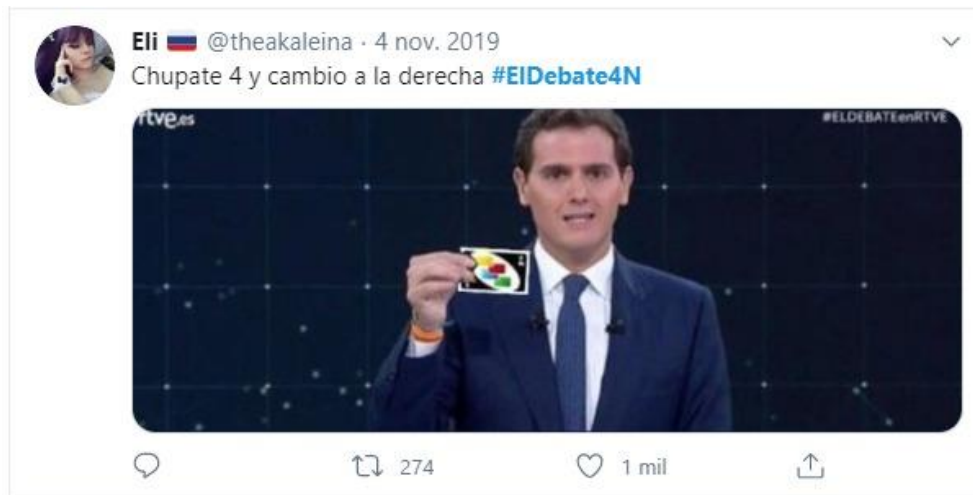 Eli @theakaleina · 4 nov. 2019
Chupate 4 y cambio a la derecha #ElDebate4N
rtve.es
#ELDEBATEenRTVE
274
1 mil